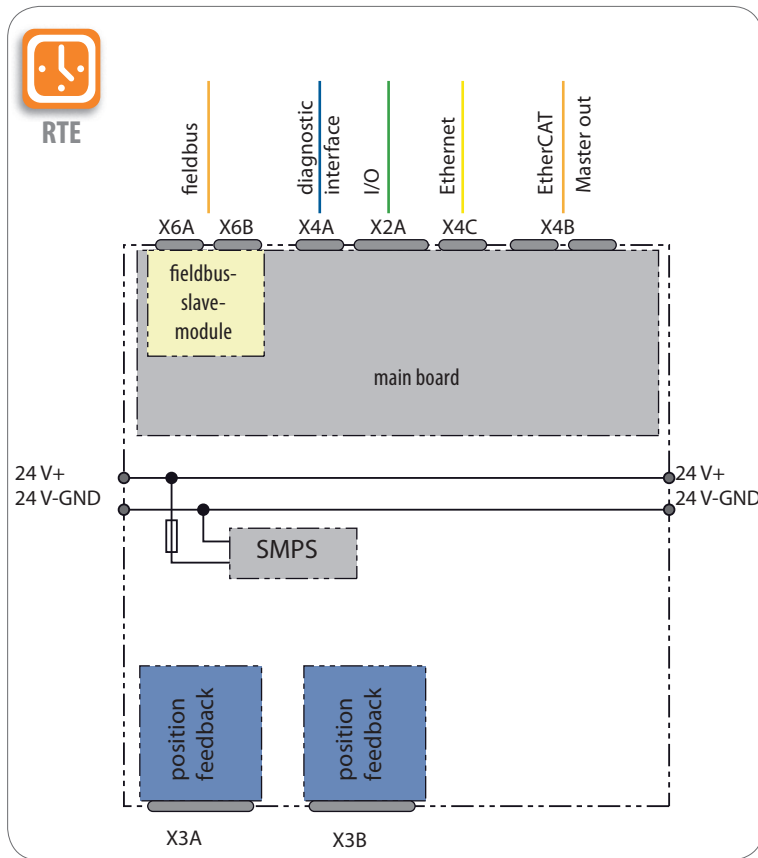 RTE
fieldbus
diagnostic
interface
I/O
Ethernet
EtherCAT
Master out
X6A
X6B
X4A
X2A
X4C
X4B
fieldbus-
slave-
module
main board
24 V+
24 V+
24 V-GND
24 V-GND
SMPS
position
feedback
position
feedback
X3A
X3B